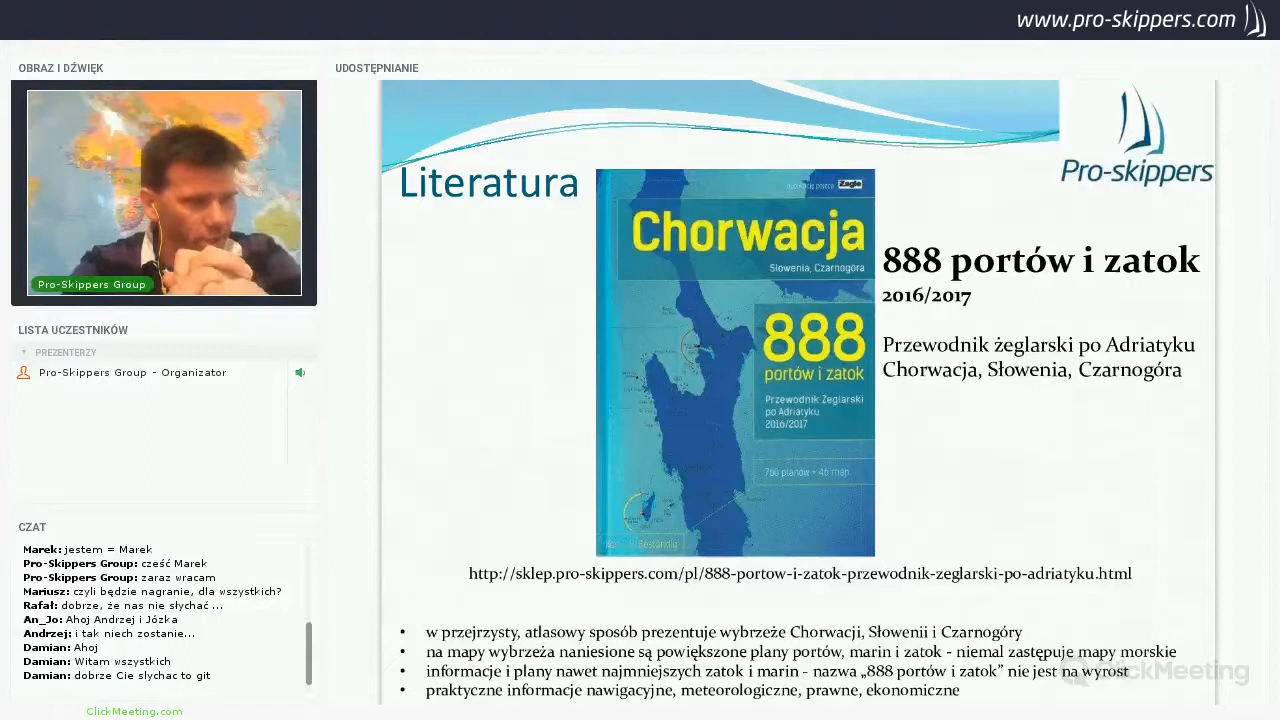 www.pro-skippers.com
OBRAZ I DŹWIĘK
UDOSTĘPNIANIE
Pro-Skippers Group
LISTA UCZESTNIKÓW
PREZENTERZY
Pro-Skippers Group - Organizator
CZAT
Marek: jestem = Marek
Pro-Skippers Group: cześć Marek
Pro-Skippers Group: zaraz wracam
Mariusz: czyli będzie nagranie, dla wszystkich?
Rafał: dobrze, że nas nie słychać ...
An_Jo: Ahoj Andrzej i Józka
Andrzej: i tak niech zostanie...
Damian: Ahoj
Damian: Witam wszystkich
Damian: dobrze Cie slychac to git
ClickMeeting.com
Pro-skippers
Literatura
Żagle
Chorwacja
Słowenia, Czarnogóra
888
portów i zatok
Przewodnik Żeglarski
po Adriatyku
2016/2017
750 planów + 46 map
888 portów i zatok
2016/2017
Przewodnik żeglarski po Adriatyku
Chorwacja, Słowenia, Czarnogóra
http://sklep.pro-skippers.com/pl/888-portow-i-zatok-przewodnik-zeglarski-po-adriatyku.html
• w przejrzysty, atlasowy sposób prezentuje wybrzeże Chorwacji, Słowenii i Czarnogóry
• na mapy wybrzeża naniesione są powiększone plany portów, marin i zatok - niemal zastępuje mapy morskie
• informacje i plany nawet najmniejszych zatok i marin - nazwa „888 portów i zatok” nie jest na wyrost
• praktyczne informacje nawigacyjne, meteorologiczne, prawne, ekonomiczne
ClickMeeting